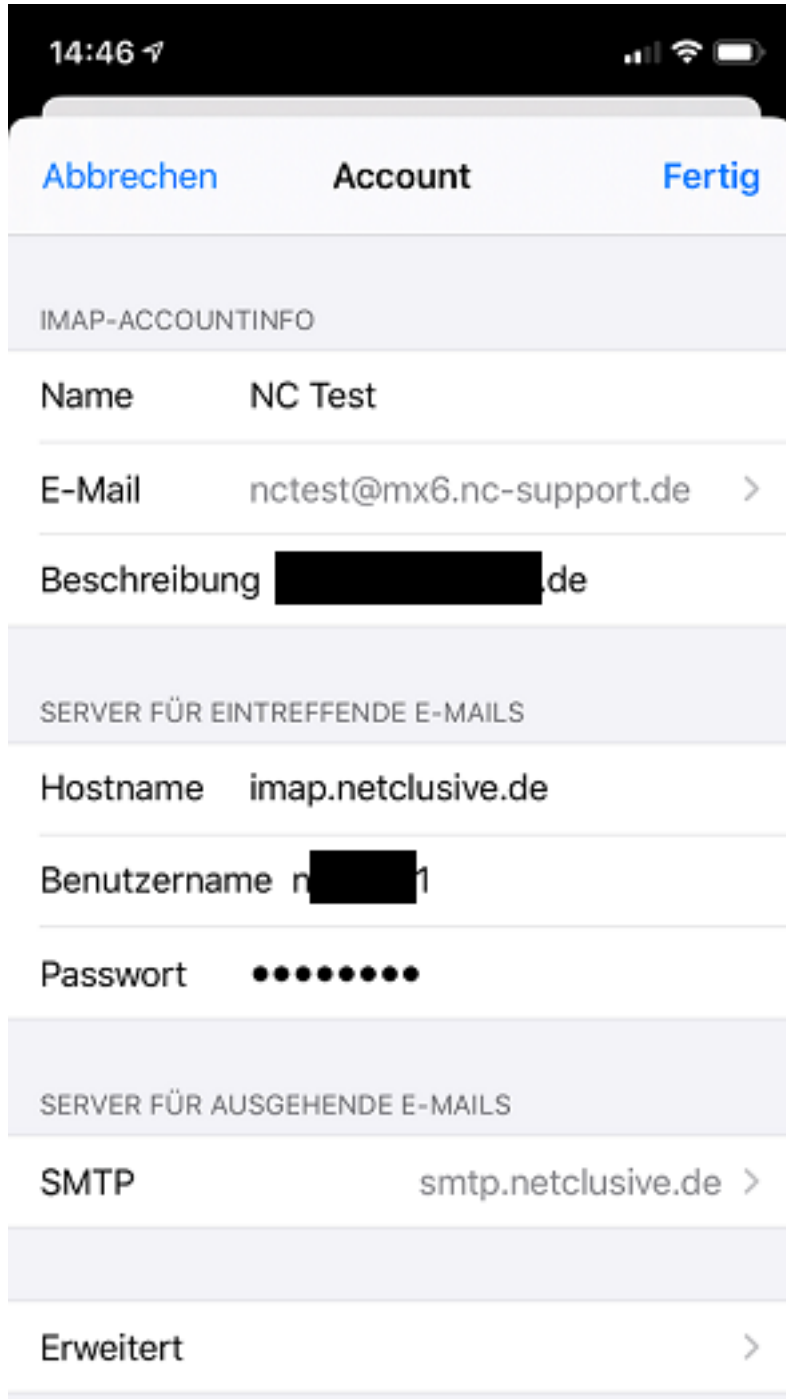 14:46
Abbrechen Account Fertig
IMAP-ACCOUNTINFO
Name NC Test
E-Mail nctest@mx6.nc-support.de
Beschreibung .de
SERVER FÜR EINTREFFENDE E-MAILS
Hostname imap.netclusive.de
Benutzername n 1
Passwort ••••••••
SERVER FÜR AUSGEHENDE E-MAILS
SMTP smtp.netclusive.de
Erweitert